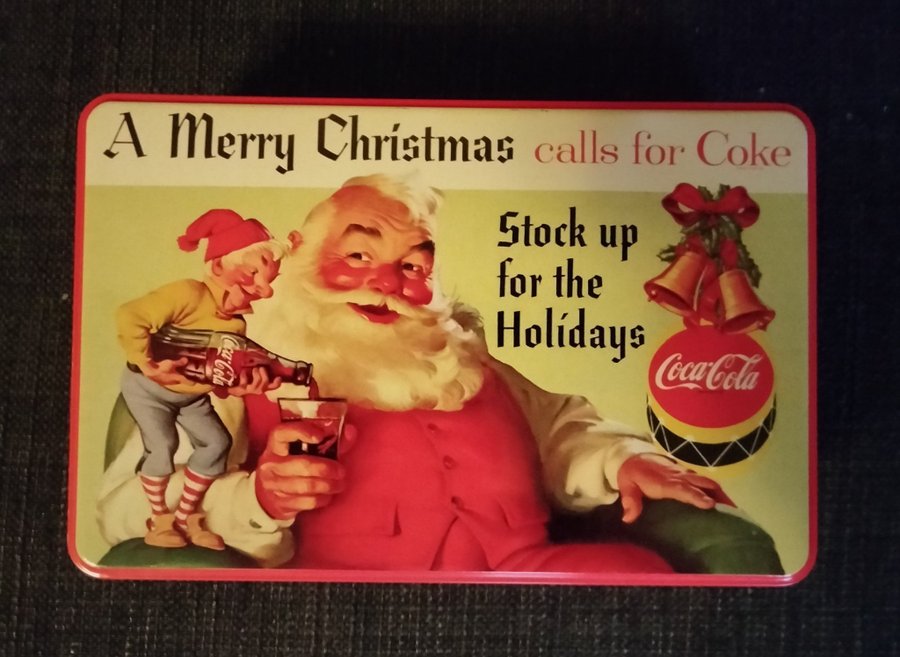 A Merry Christmas calls for Coke
Stock up
for the
Holidays
Coca-Cola
Coca-Cola